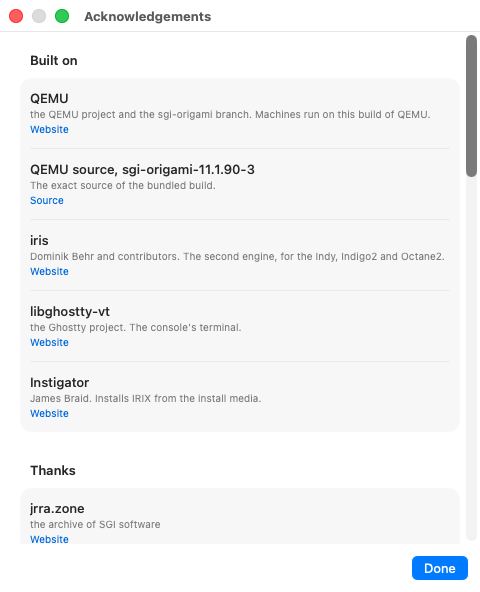 Acknowledgements
Built on
QEMU
the QEMU project and the sgi-origami branch. Machines run on this build of QEMU.
Website
QEMU source, sgi-origami-11.1.90-3
The exact source of the bundled build.
Source
iris
Dominik Behr and contributors. The second engine, for the Indy, Indigo2 and Octane2.
Website
libghostty-vt
the Ghostty project. The console's terminal.
Website
Instigator
James Braid. Installs IRIX from the install media.
Website
Thanks
jrra.zone
the archive of SGI software
Website
Done